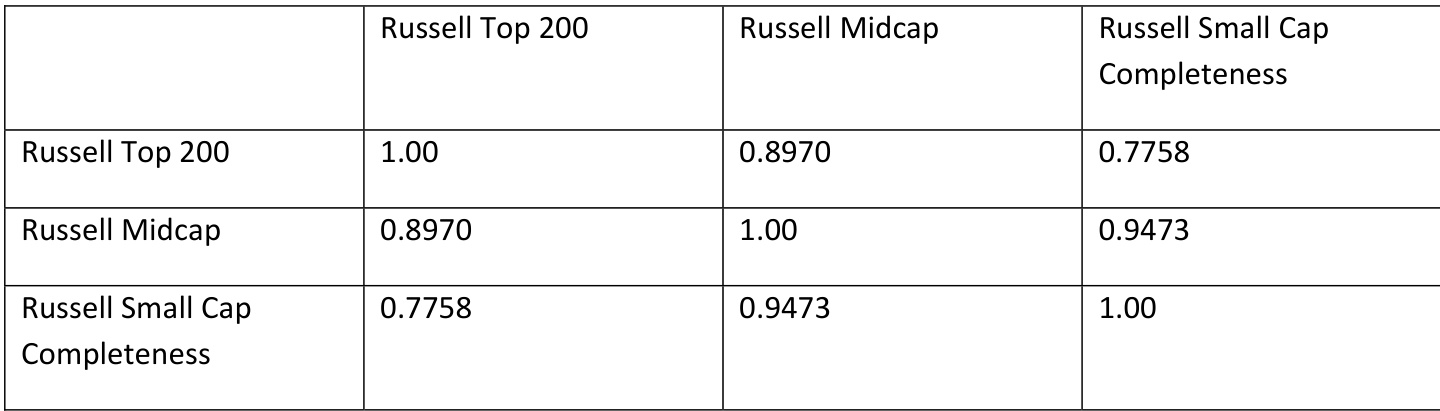 Russell Top 200 Russell Midcap Russell Small Cap
Completeness
Russell Top 200 1.00 0.8970 0.7758
Russell Midcap 0.8970 1.00 0.9473
Russell Small Cap 0.7758 0.9473 1.00
Completeness